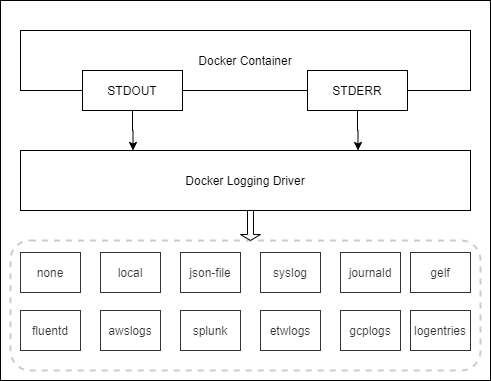 Docker Container
STDOUT
STDERR
Docker Logging Driver
none
local
json-file
syslog
journald
gelf
fluentd
awslogs
splunk
etwlogs
gcplogs
logentries